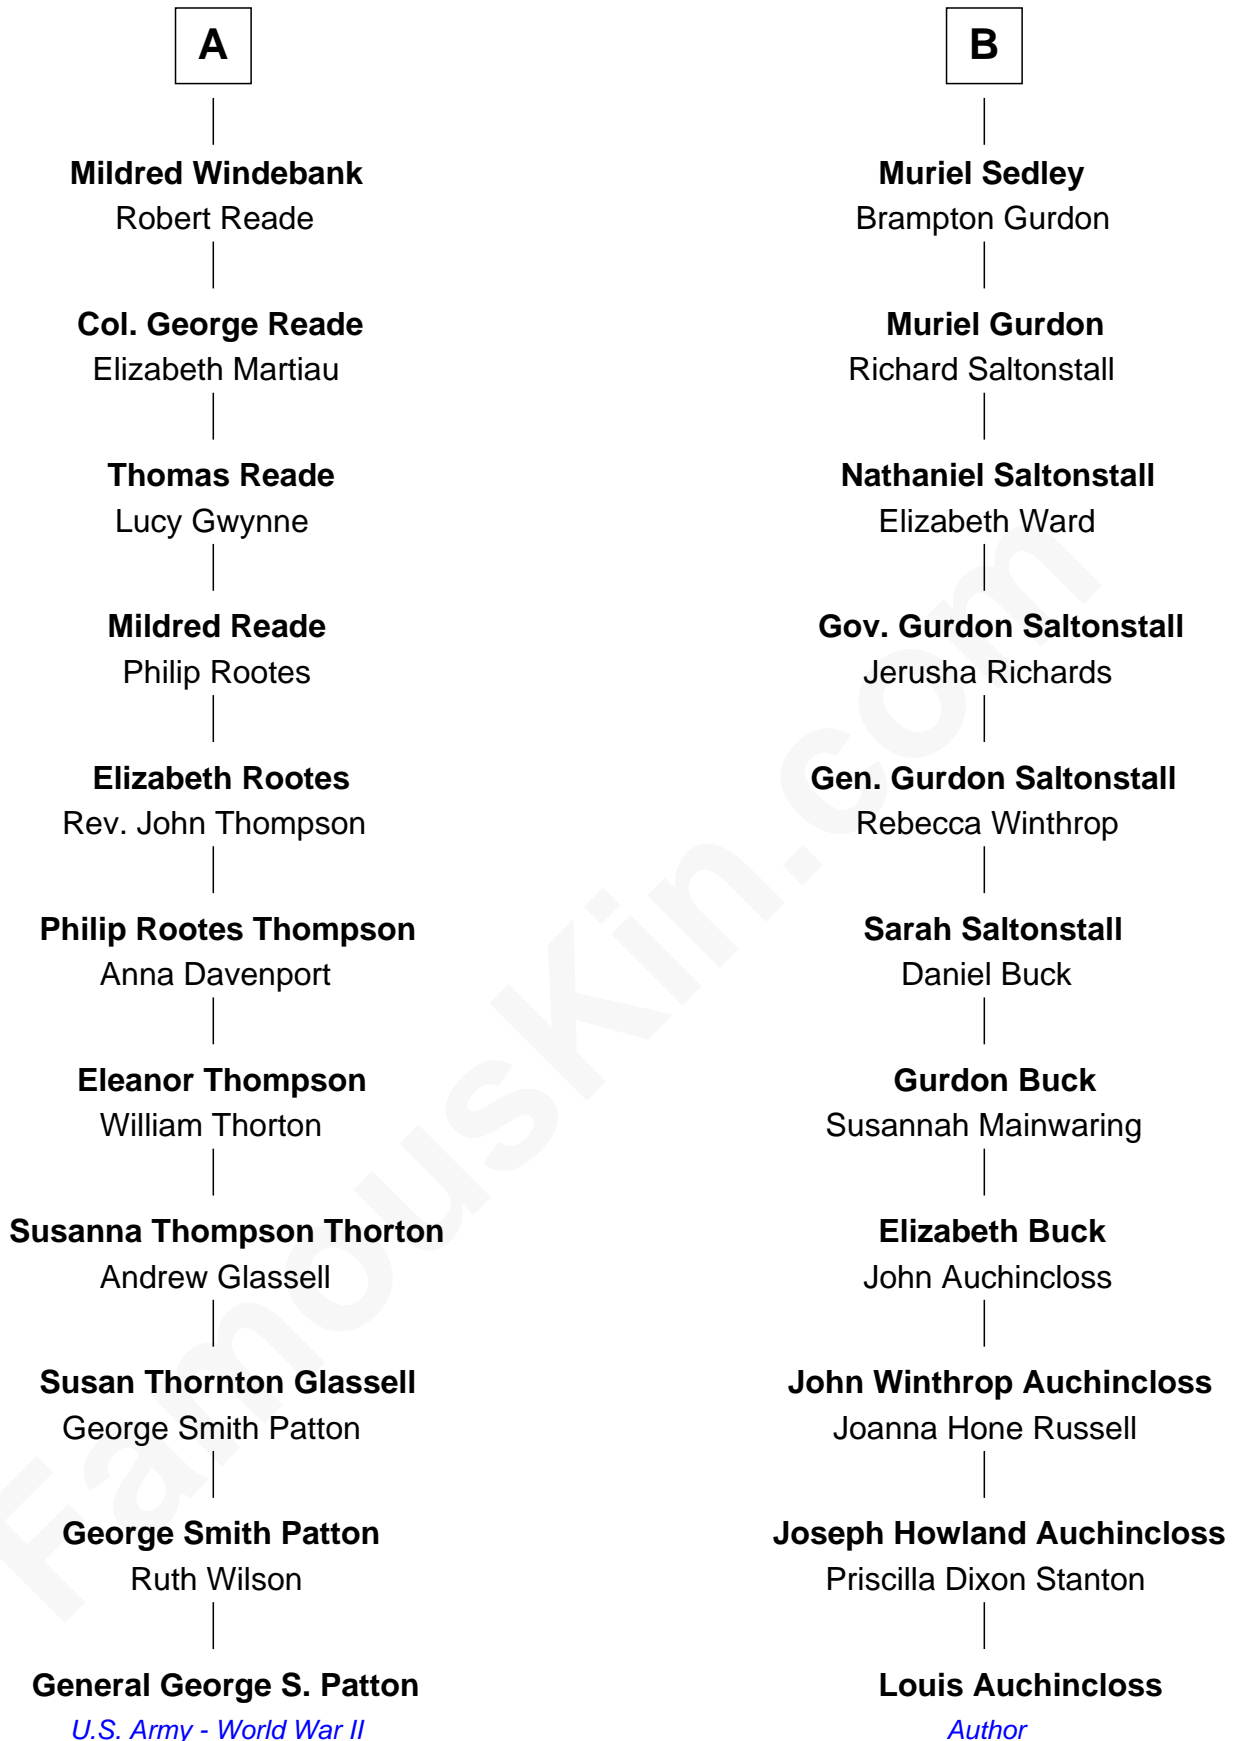 A
Mildred Windebank
Robert Reade
Col. George Reade
Elizabeth Martiau
Thomas Reade
Lucy Gwynne
Mildred Reade
Philip Rootes
Elizabeth Rootes
Rev. John Thompson
Philip Rootes Thompson
Anna Davenport
Eleanor Thompson
William Thorton
Susanna Thompson Thorton
Andrew Glassell
Susan Thornton Glassell
George Smith Patton
George Smith Patton
Ruth Wilson
General George S. Patton
U.S. Army - World War II
B
Muriel Sedley
Brampton Gurdon
Muriel Gurdon
Richard Saltonstall
Nathaniel Saltonstall
Elizabeth Ward
Gov. Gurdon Saltonstall
Jerusha Richards
Gen. Gurdon Saltonstall
Rebecca Winthrop
Sarah Saltonstall
Daniel Buck
Gurdon Buck
Susannah Mainwaring
Elizabeth Buck
John Auchincloss
John Winthrop Auchincloss
Joanna Hone Russell
Joseph Howland Auchincloss
Priscilla Dixon Stanton
Louis Auchincloss
Author
FamousKin.com